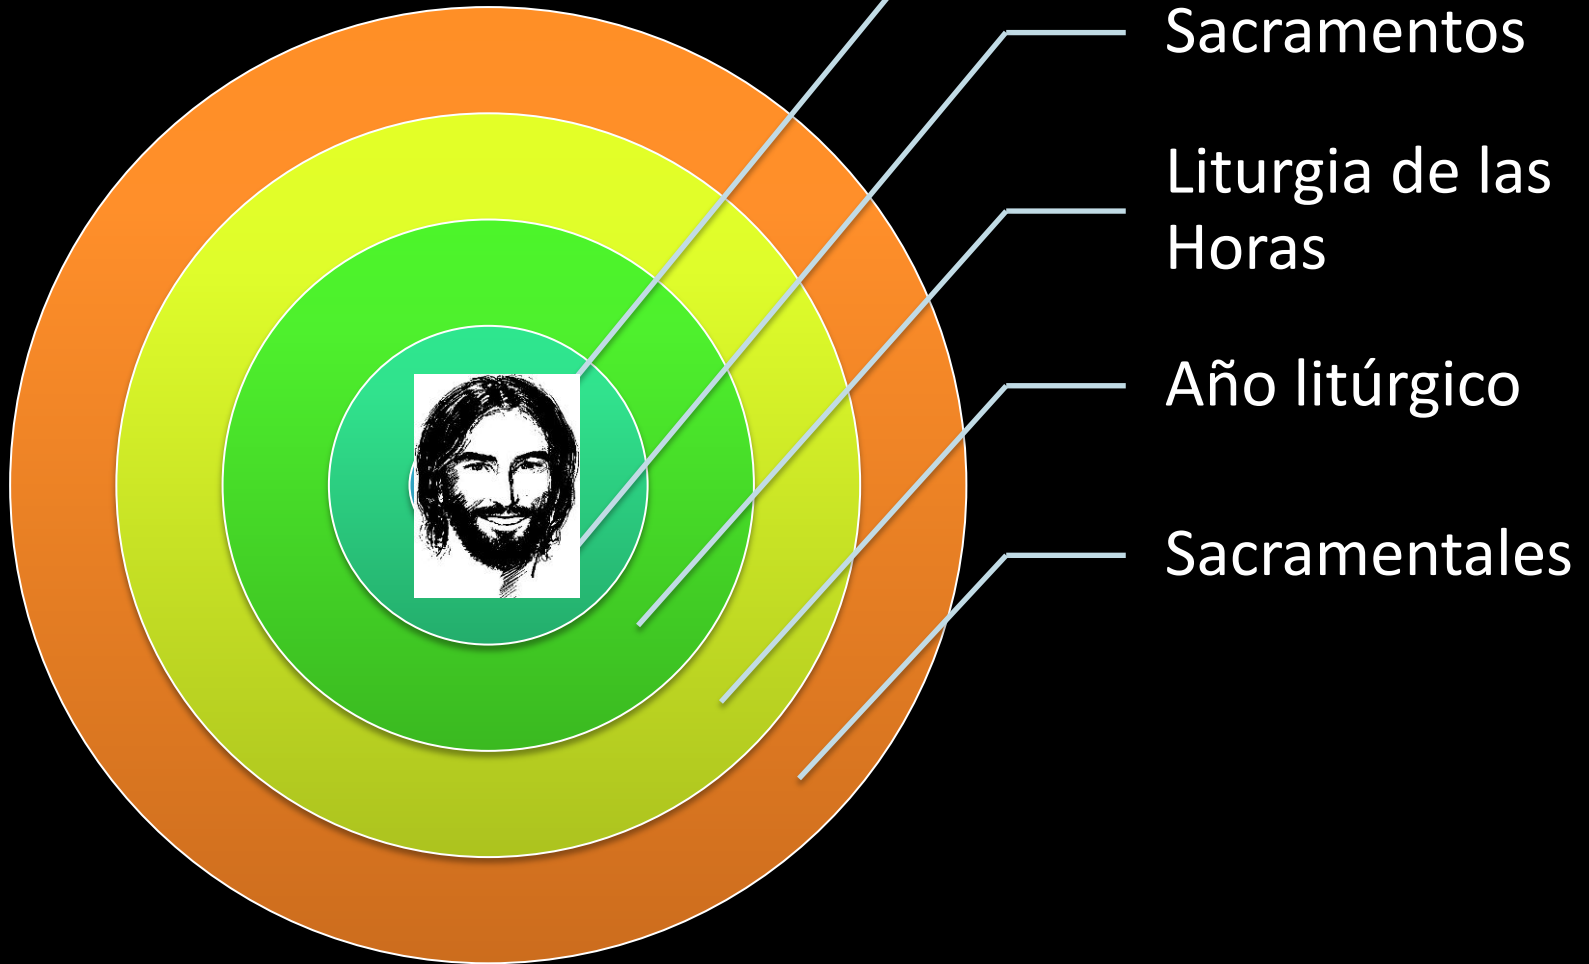 Sacramentos
Liturgia de las
Horas
Año litúrgico
Sacramentales